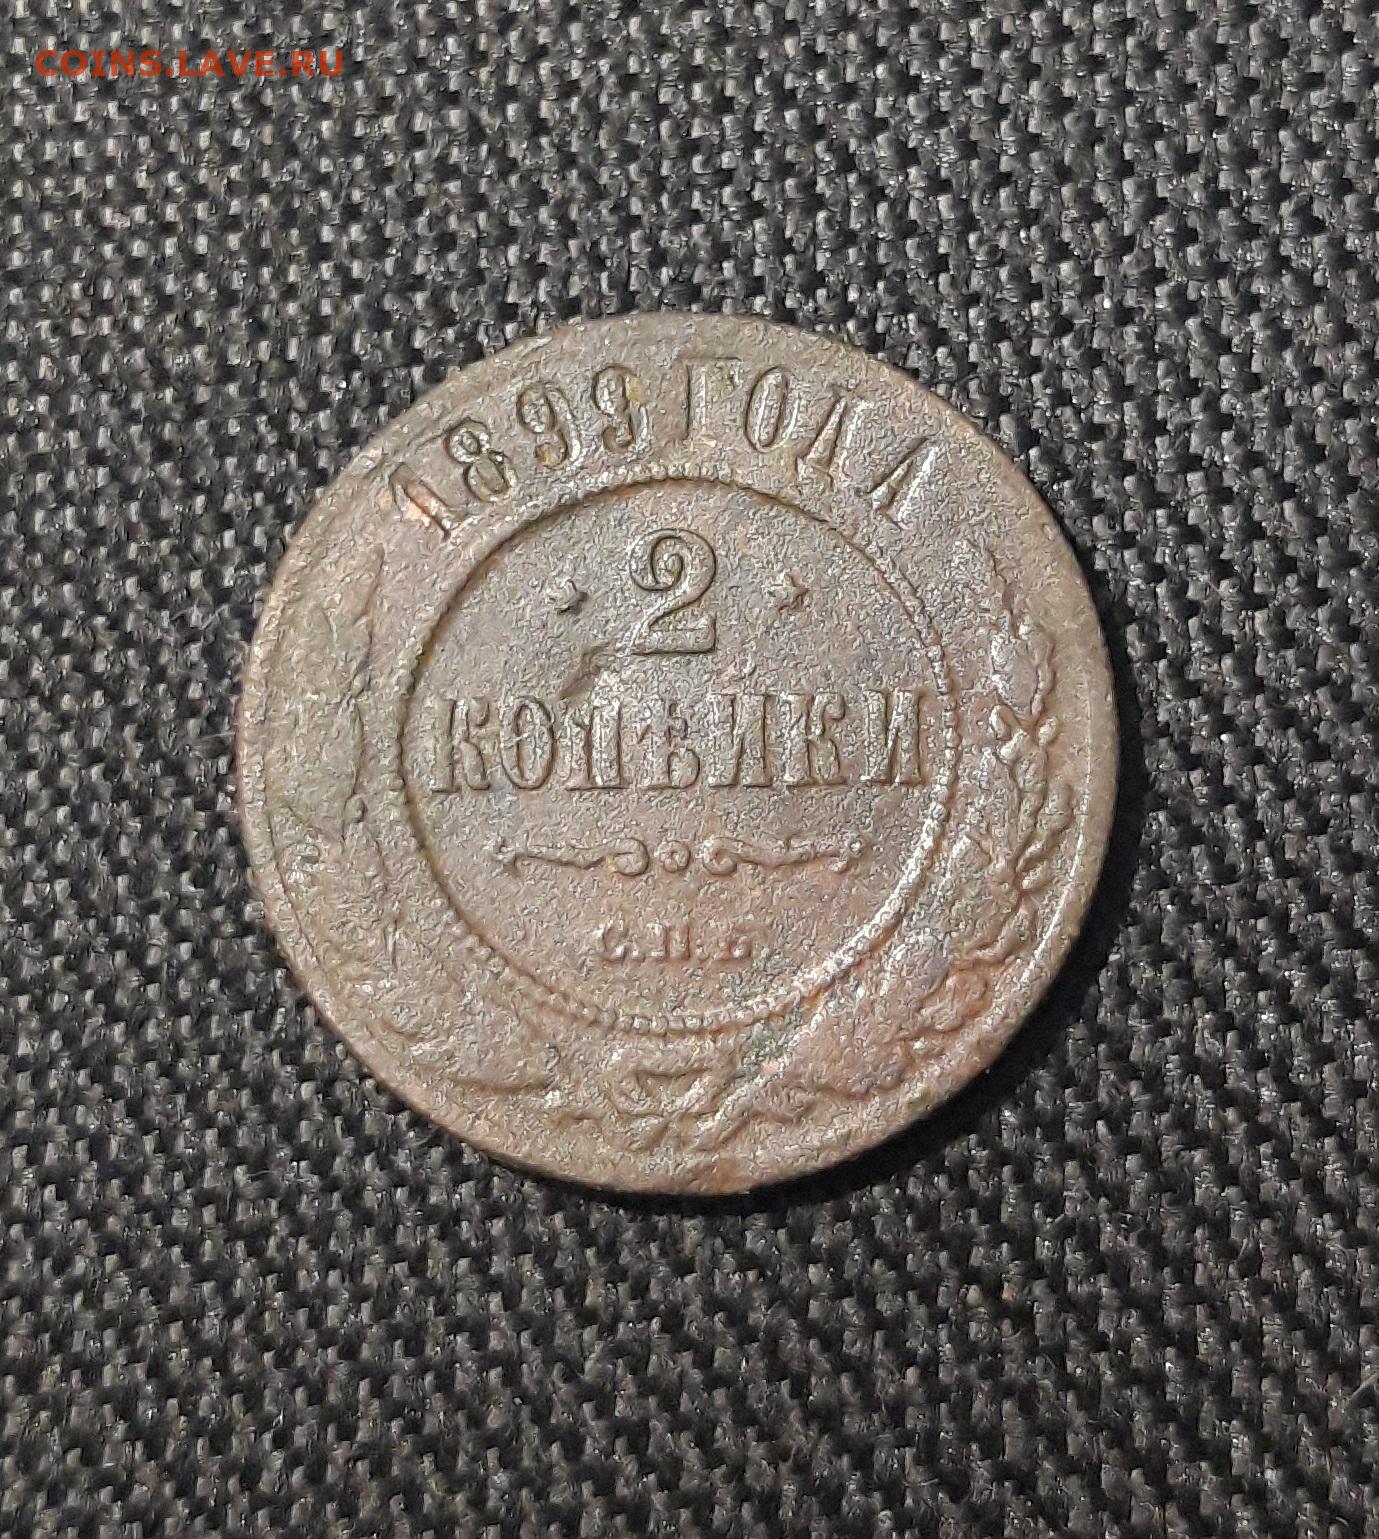 COINS.LAVE.RU
1899 ГОДА
2
КОПѢЙКИ
С.П.Б.